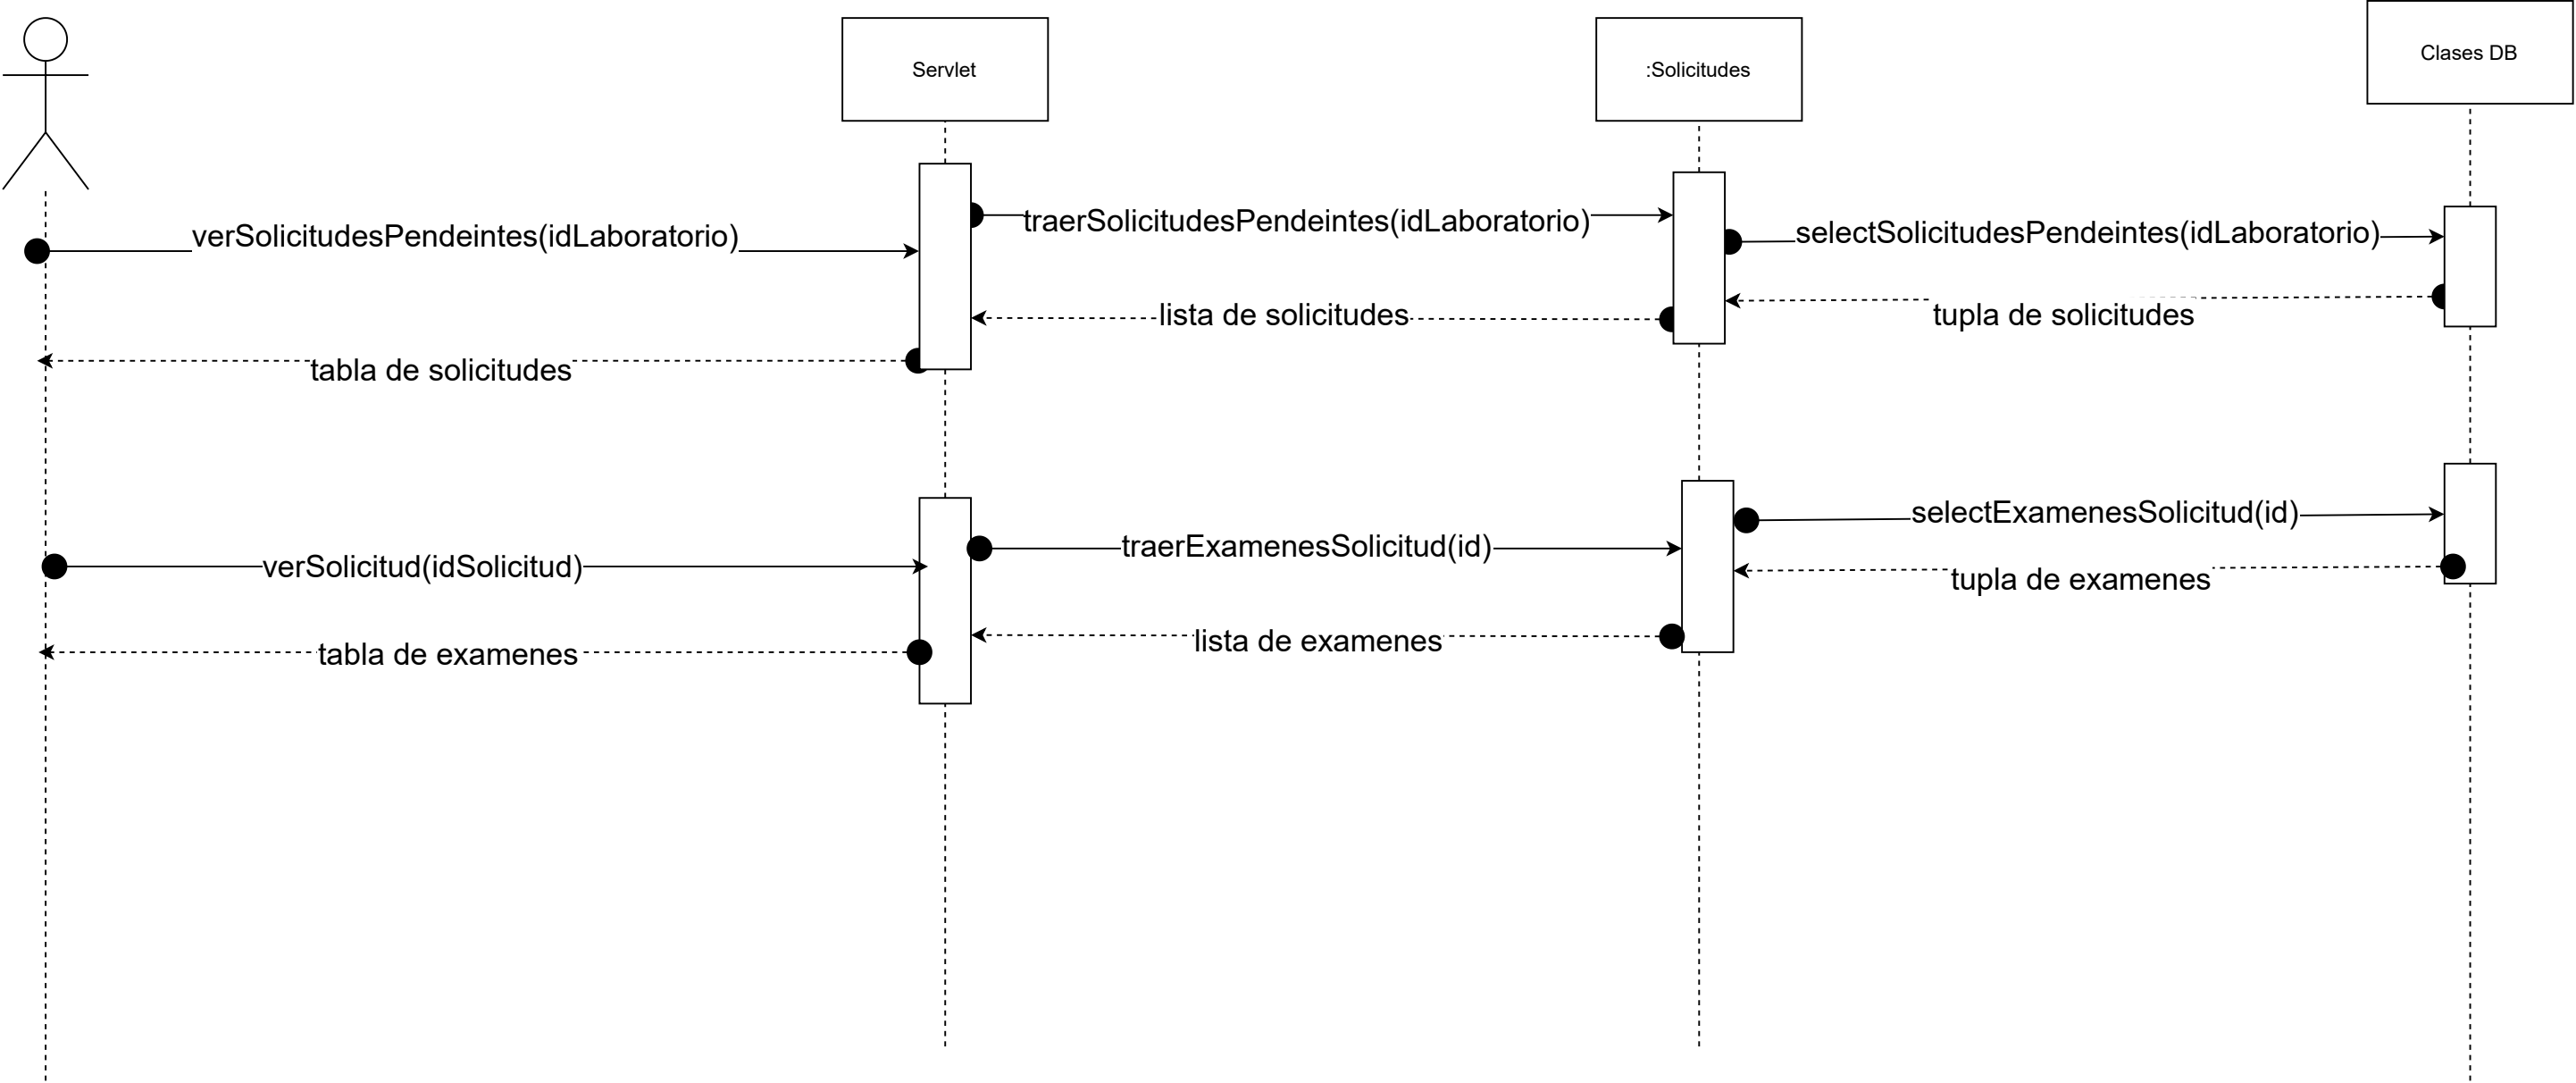 Servlet
:Solicitudes
Clases DB
verSolicitudesPendeintes(idLaboratorio)
traerSolicitudesPendeintes(idLaboratorio)
selectSolicitudesPendeintes(idLaboratorio)
tupla de solicitudes
lista de solicitudes
tabla de solicitudes
verSolicitud(idSolicitud)
traerExamenesSolicitud(id)
selectExamenesSolicitud(id)
tupla de examenes
lista de examenes
tabla de examenes